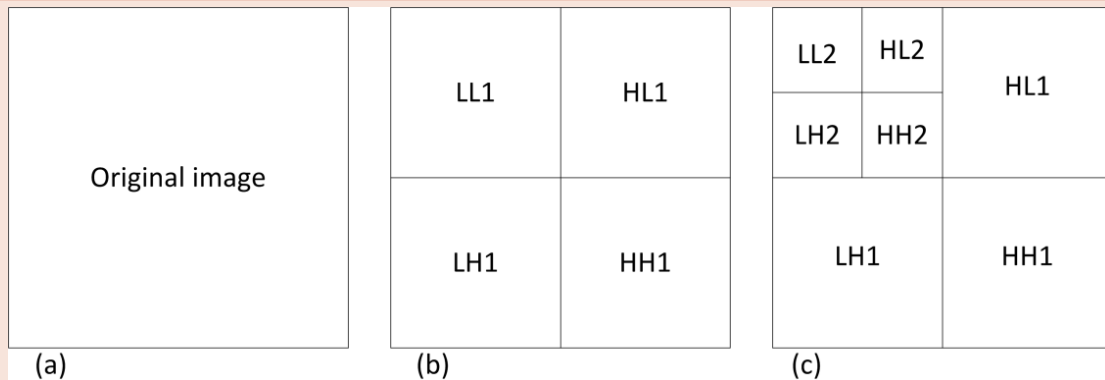 Original image
(a)
LL1 HL1
LH1 HH1
(b)
LL2 HL2
HL1
LH2 HH2
LH1 HH1
(c)